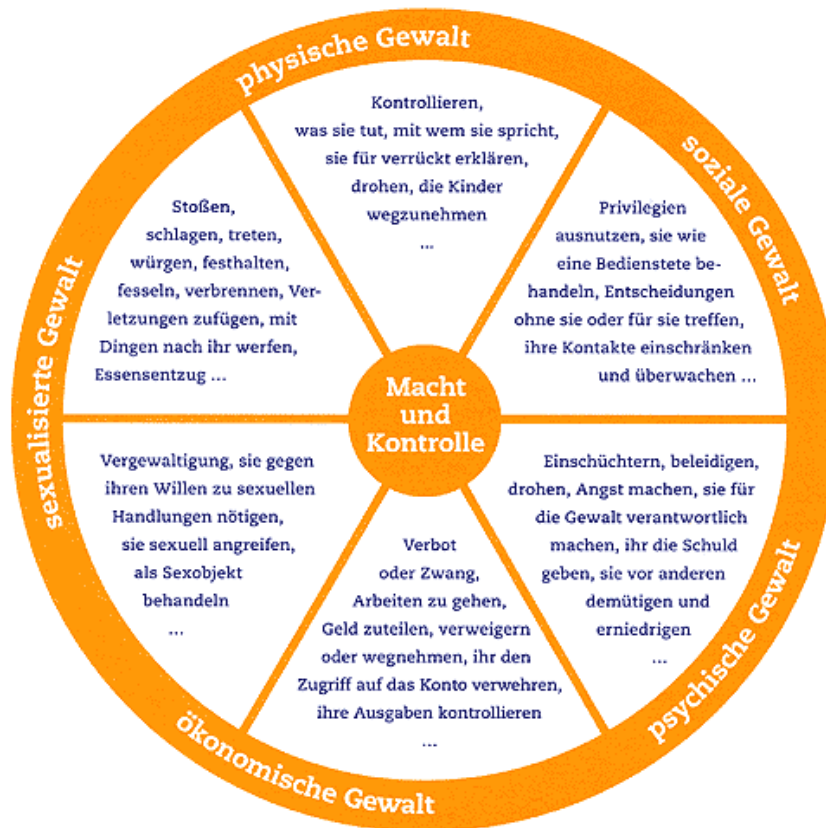 physische Gewalt
Kontrollieren,
was sie tut, mit wem sie spricht,
sie für verrückt erklären,
drohen, die Kinder
wegzunehmen
...
soziale Gewalt
Privilegien
ausnutzen, sie wie
eine Bedienstete be-
handeln, Entscheidungen
ohne sie oder für sie treffen,
ihre Kontakte einschränken
und überwachen ...
psychische Gewalt
Einschüchtern, beleidigen,
drohen, Angst machen, sie für
die Gewalt verantwortlich
machen, ihr die Schuld
geben, sie vor anderen
demütigen und
erniedrigen
...
ökonomische Gewalt
Verbot
oder Zwang,
Arbeiten zu gehen,
Geld zuteilen, verweigern
oder wegnehmen, ihr den
Zugriff auf das Konto verwehren,
ihre Ausgaben kontrollieren
...
sexualisierte Gewalt
Vergewaltigung, sie gegen
ihren Willen zu sexuellen
Handlungen nötigen,
sie sexuell angreifen,
als Sexobjekt
behandeln
...
Stoßen,
schlagen, treten,
würgen, festhalten,
fesseln, verbrennen, Ver-
letzungen zufügen, mit
Dingen nach ihr werfen,
Essensentzug ...
Macht
und
Kontrolle